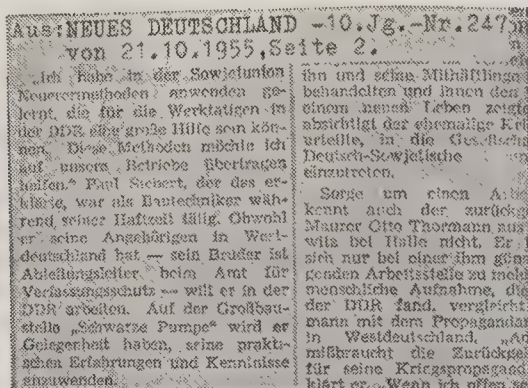 Aus:NEUES DEUTSCHLAND -10.Jg.-Nr.247
von 21.10.1955,Seite 2.
„Ich habe in der Sowjetunion
Neuerermethoden anwenden ge-
lernt, die für die Werktätigen in
der DDR eine große Hilfe sein kön-
nen. Diese Methoden möchte ich
auf unsere Betriebe übertragen
helfen.“ Paul Siebert, der das er-
klärte, war als Bautechniker wäh-
rend seiner Haftzeit tätig. Obwohl
er seine Angehörigen in West-
deutschland hat — sein Bruder ist
Abteilungsleiter beim Amt für
Verfassungsschutz — will er in der
DDR arbeiten. Auf der Großbau-
stelle „Schwarze Pumpe“ wird er
Gelegenheit haben, seine prakti-
schen Erfahrungen und Kenntnisse
anzuwenden.
ihn und seine Mithäftlinge
behandelten und ihnen den
einem neuen Leben zeigt
absichtigt der ehemalige
urteilte, in die
Deutsch-Sowjetische
einzutreten.
Sorge um einen
kennt auch der zurückg
Maurer Otto Thormann aus
witz bei Halle nicht. Er
sich nur bei einer ihm
genden Arbeitsstelle zu
menschliche Aufnahme, die
der DDR fand, vergleicht
mann mit dem Propaganda
in Westdeutschland.
mißbraucht die Zurückge
für seine Kriegspropagan
klärt er. „Wenn ich